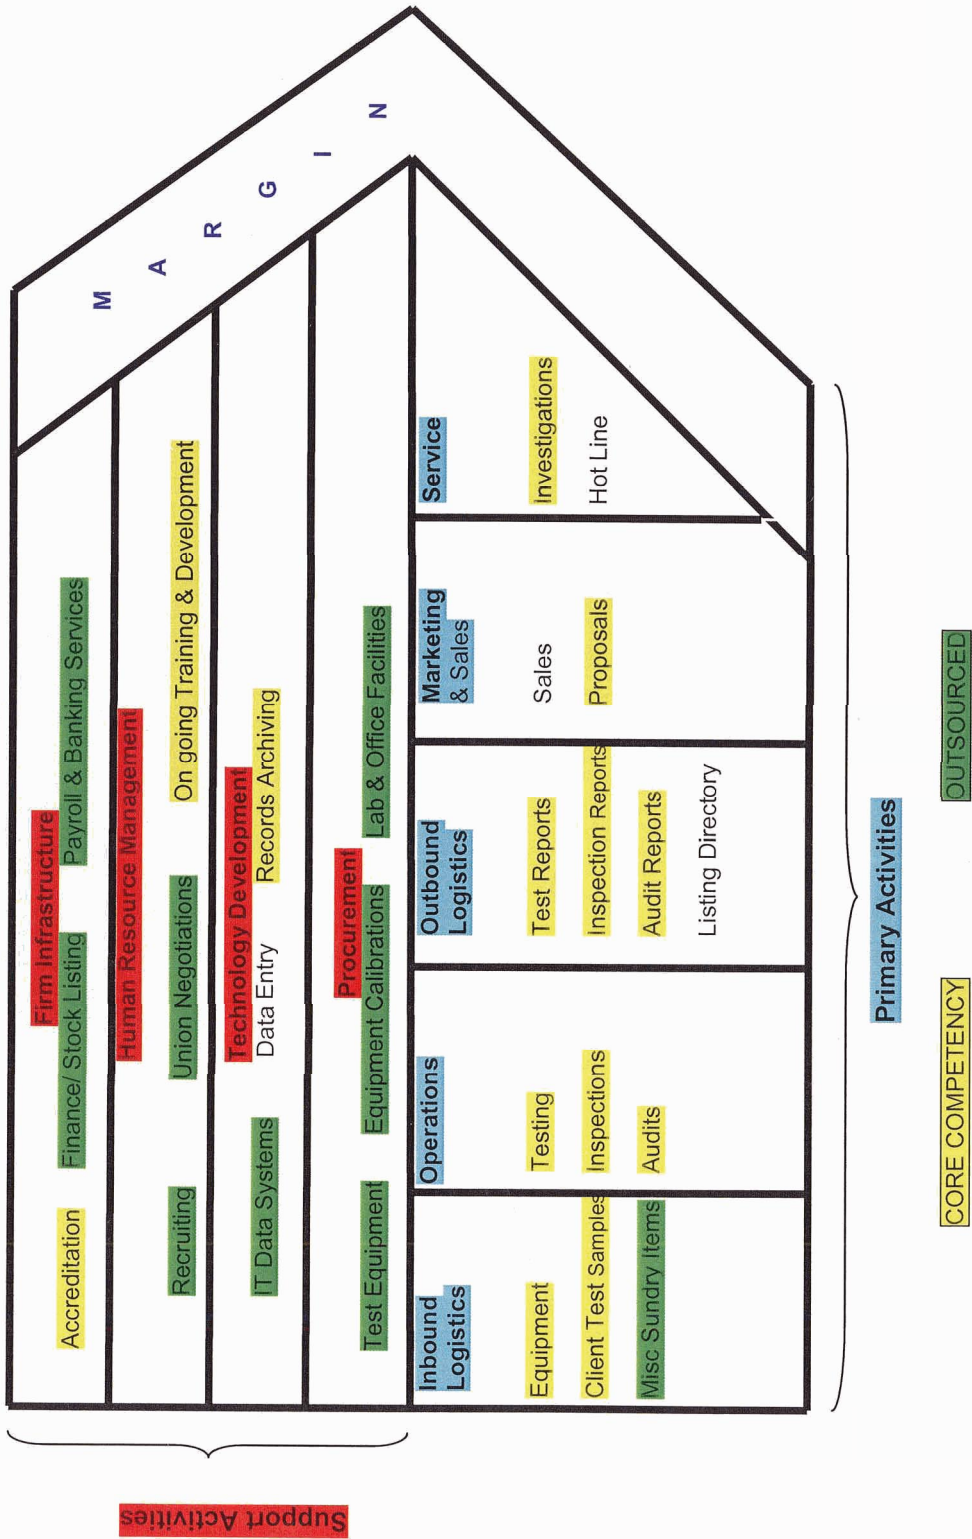 Support Activities
Firm Infrastructure
Accreditation
Finance/ Stock Listing
Payroll & Banking Services
Human Resource Management
Recruiting
Union Negotiations
On going Training & Development
Technology Development
IT Data Systems
Data Entry
Records Archiving
Procurement
Test Equipment
Equipment Calibrations
Lab & Office Facilities
M A R G I N
Inbound
Logistics
Equipment
Client Test Samples
Misc Sundry Items
Operations
Testing
Inspections
Audits
Outbound
Logistics
Test Reports
Inspection Reports
Audit Reports
Listing Directory
Marketing
& Sales
Sales
Proposals
Service
Investigations
Hot Line
Primary Activities
CORE COMPETENCY
OUTSOURCED